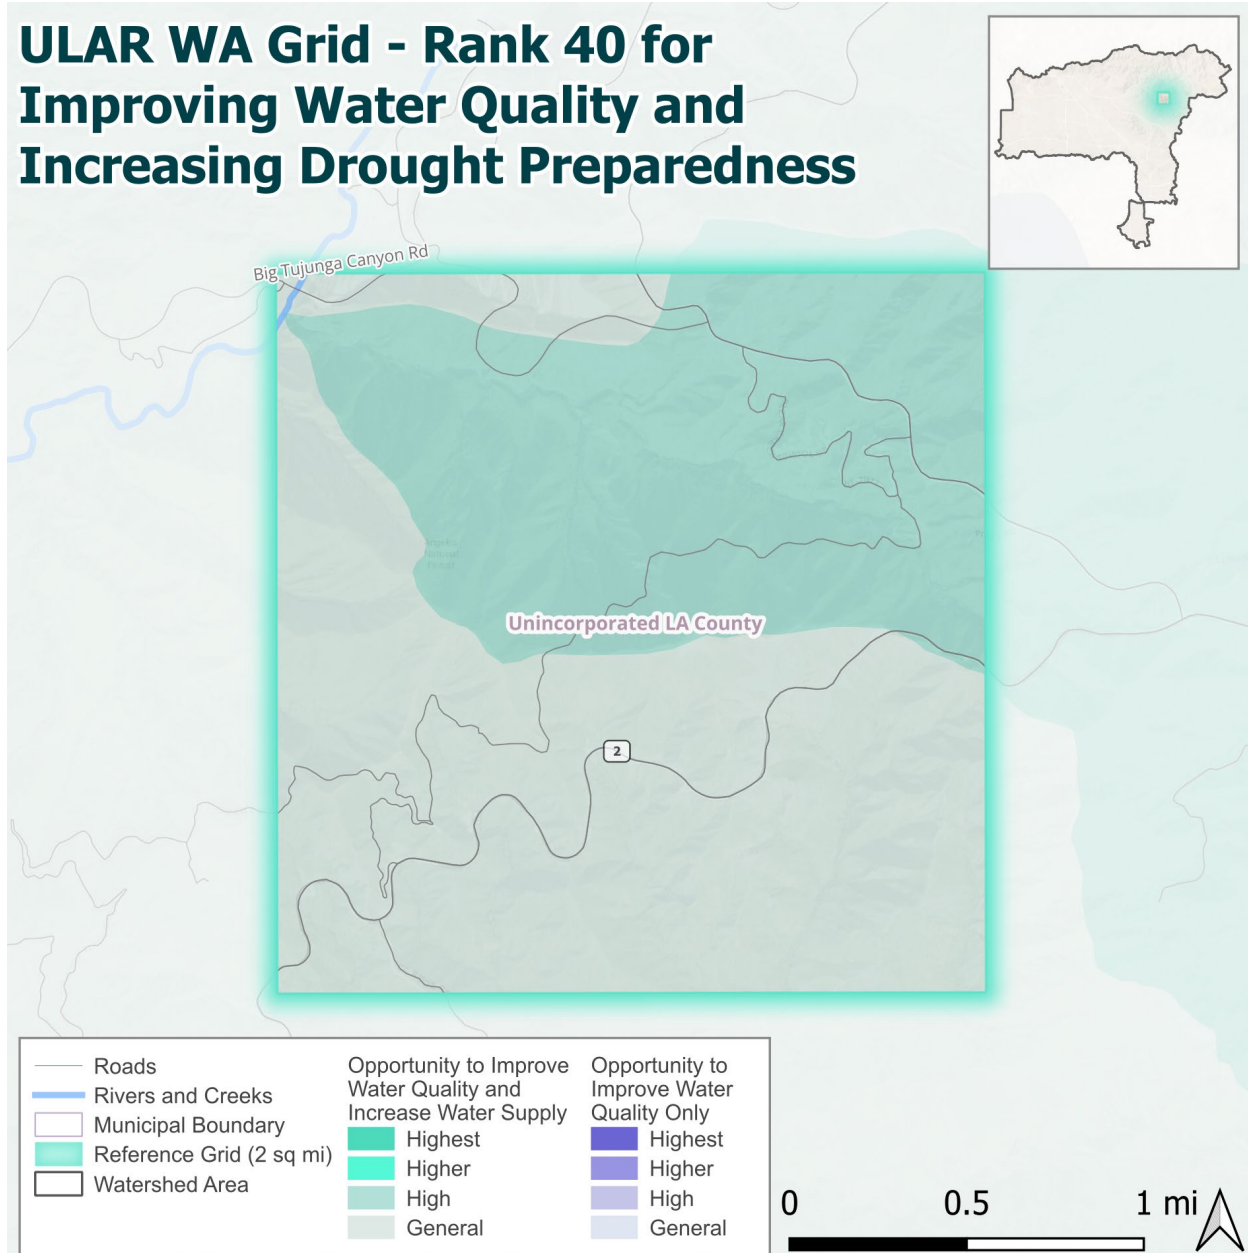 ULAR WA Grid - Rank 40 for
Improving Water Quality and
Increasing Drought Preparedness
Big Tujunga Canyon Rd
Unincorporated LA County
2
Roads
Rivers and Creeks
Municipal Boundary
Reference Grid (2 sq mi)
Watershed Area
Opportunity to Improve
Water Quality and
Increase Water Supply
Highest
Higher
High
General
Opportunity to
Improve Water
Quality Only
Highest
Higher
High
General
0 0.5 1 mi